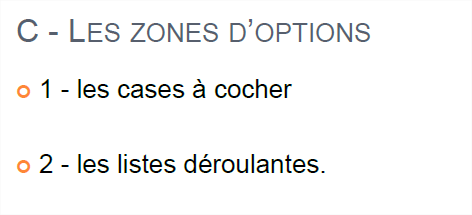 C - Les zones d’options
1 - les cases à cocher
2 - les listes déroulantes.